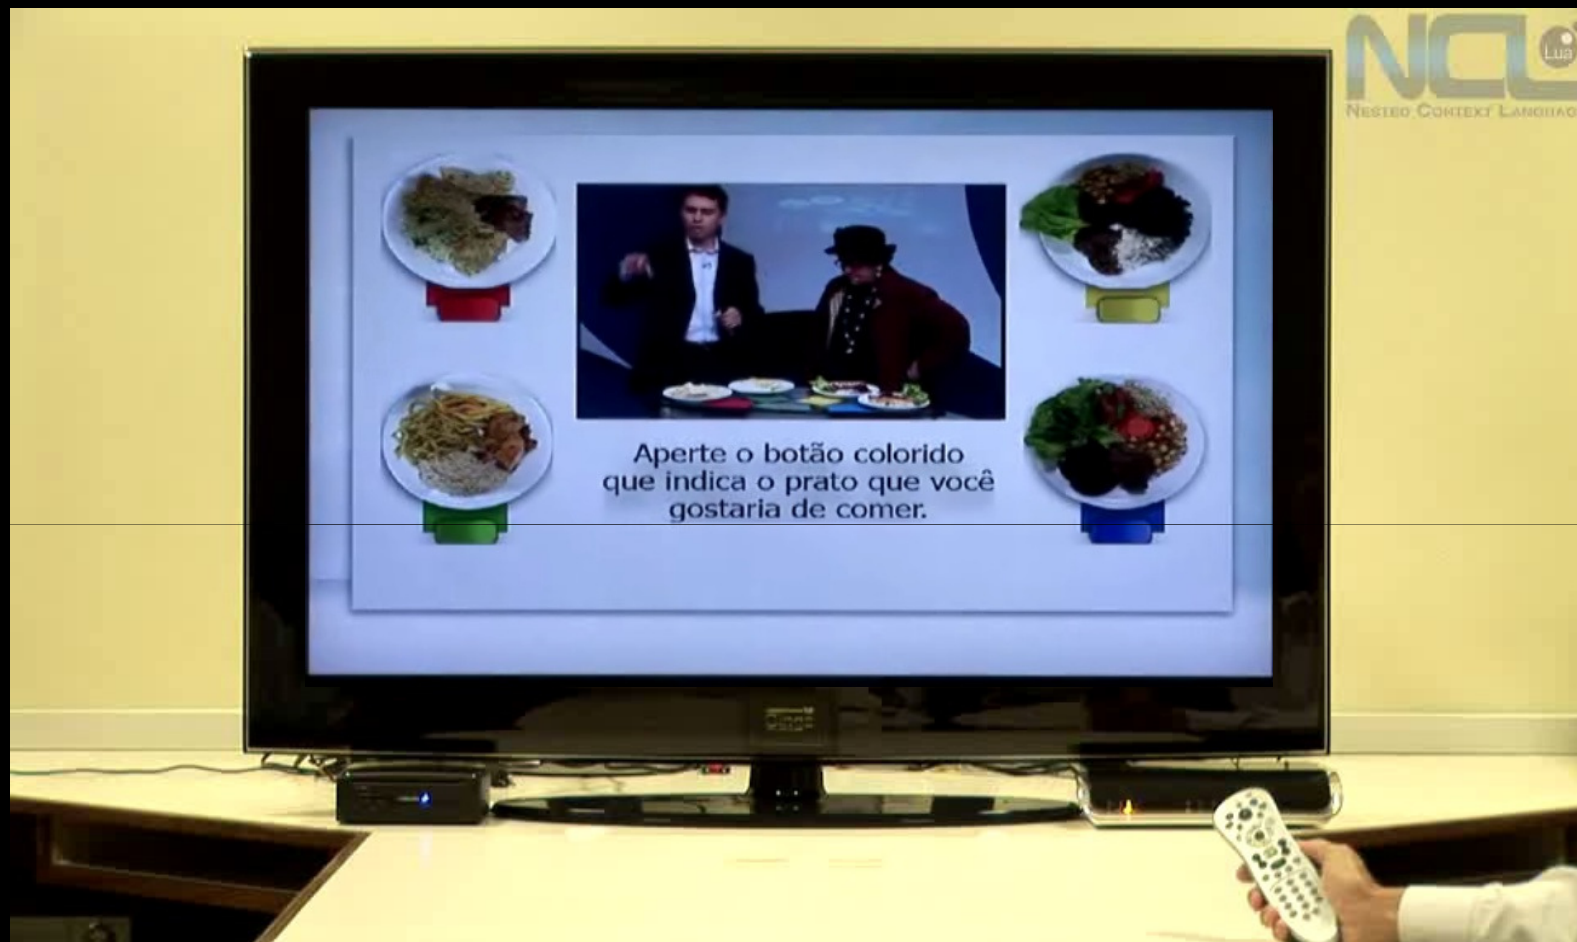 NCL
Lua
NESTED CONTEXT LANGUAG
Aperte o botão colorido
que indica o prato que você
gostaria de comer.